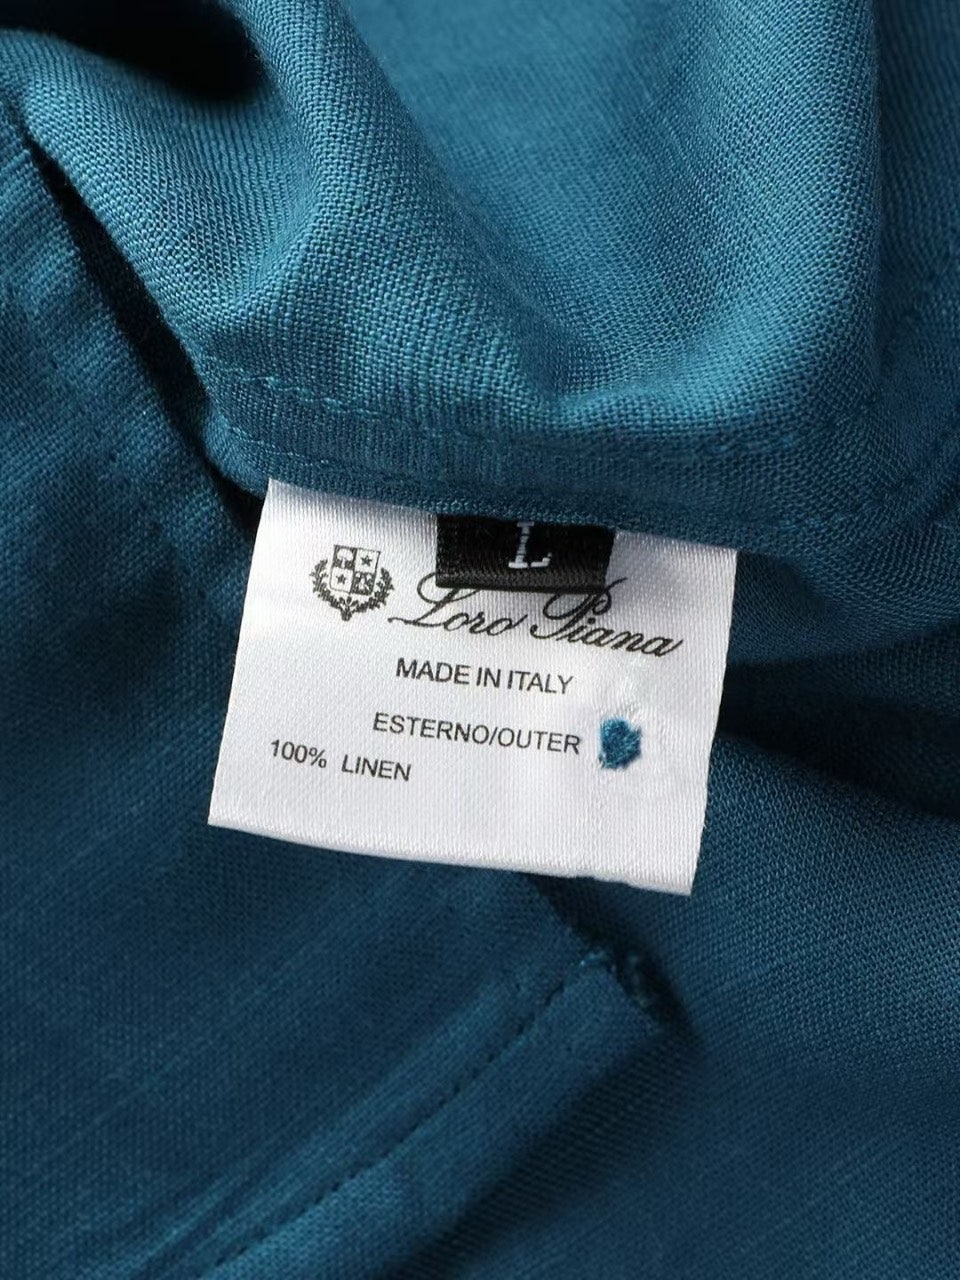 L
Loro Piana
MADE IN ITALY
ESTERNO/OUTER
100% LINEN